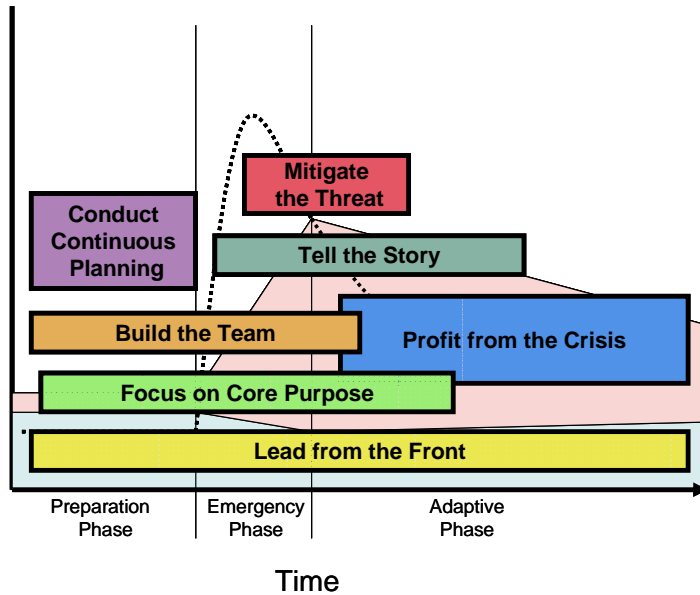 Mitigate
the Threat
Conduct
Continuous
Planning
Tell the Story
Build the Team
Profit from the Crisis
Focus on Core Purpose
Lead from the Front
Preparation
Phase
Emergency
Phase
Adaptive
Phase
Time